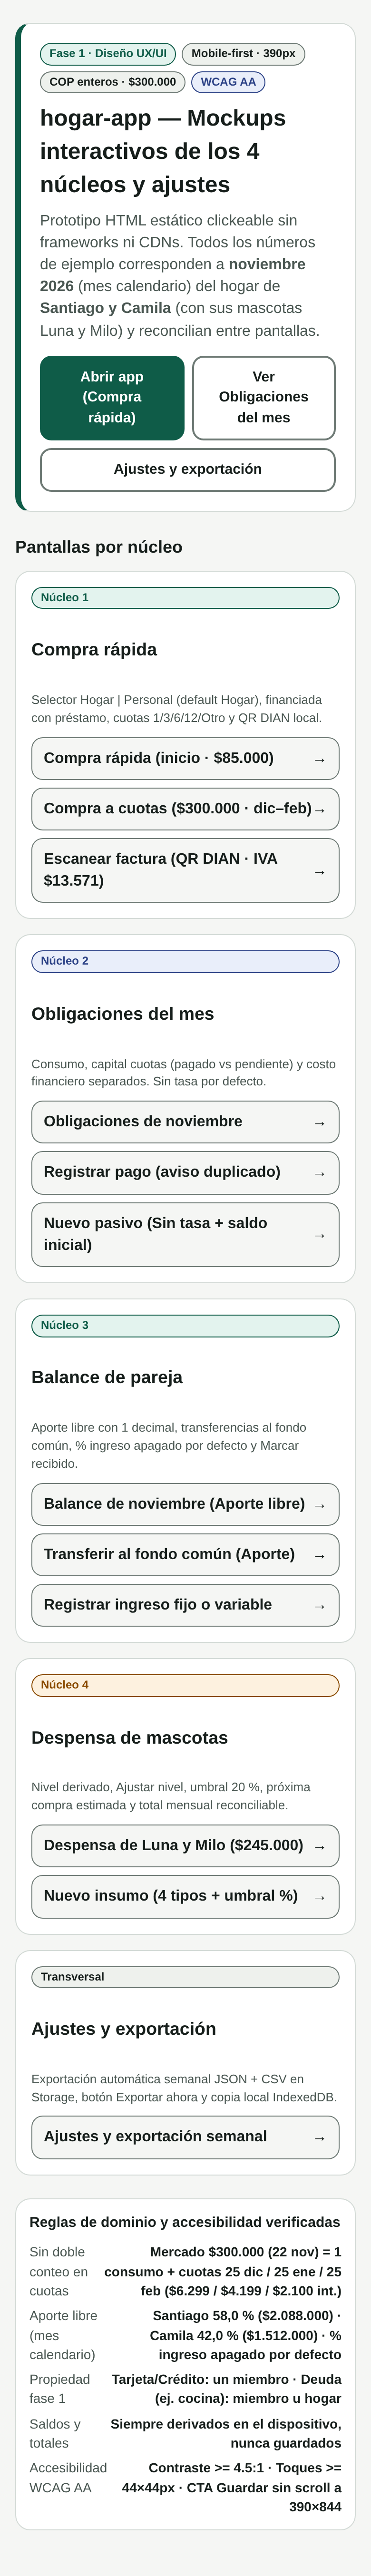 Fase 1 · Diseño UX/UI
Mobile-first · 390px
COP enteros · $300.000
WCAG AA
hogar-app — Mockups
interactivos de los 4
núcleos y ajustes
Prototipo HTML estático clickeable sin
frameworks ni CDNs. Todos los números
de ejemplo corresponden a noviembre
2026 (mes calendario) del hogar de
Santiago y Camila (con sus mascotas
Luna y Milo) y reconcilian entre pantallas.
Abrir app
(Compra
rápida)
Ver
Obligaciones
del mes
Ajustes y exportación
Pantallas por núcleo
Núcleo 1
Compra rápida
Selector Hogar | Personal (default Hogar), financiada
con préstamo, cuotas 1/3/6/12/Otro y QR DIAN local.
Compra rápida (inicio · $85.000) →
Compra a cuotas ($300.000 · dic–feb) →
Escanear factura (QR DIAN · IVA
$13.571) →
Núcleo 2
Obligaciones del mes
Consumo, capital cuotas (pagado vs pendiente) y costo
financiero separados. Sin tasa por defecto.
Obligaciones de noviembre →
Registrar pago (aviso duplicado) →
Nuevo pasivo (Sin tasa + saldo
inicial) →
Núcleo 3
Balance de pareja
Aporte libre con 1 decimal, transferencias al fondo
común, % ingreso apagado por defecto y Marcar
recibido.
Balance de noviembre (Aporte libre) →
Transferir al fondo común (Aporte) →
Registrar ingreso fijo o variable →
Núcleo 4
Despensa de mascotas
Nivel derivado, Ajustar nivel, umbral 20 %, próxima
compra estimada y total mensual reconciliable.
Despensa de Luna y Milo ($245.000) →
Nuevo insumo (4 tipos + umbral %) →
Transversal
Ajustes y exportación
Exportación automática semanal JSON + CSV en
Storage, botón Exportar ahora y copia local IndexedDB.
Ajustes y exportación semanal →
Reglas de dominio y accesibilidad verificadas
Sin doble
conteo en
cuotas
Mercado $300.000 (22 nov) = 1
consumo + cuotas 25 dic / 25 ene / 25
feb ($6.299 / $4.199 / $2.100 int.)
Aporte libre
(mes
calendario)
Santiago 58,0 % ($2.088.000) ·
Camila 42,0 % ($1.512.000) · %
ingreso apagado por defecto
Propiedad
fase 1
Tarjeta/Crédito: un miembro · Deuda
(ej. cocina): miembro u hogar
Saldos y
totales
Siempre derivados en el dispositivo,
nunca guardados
Accesibilidad
WCAG AA
Contraste >= 4.5:1 · Toques >=
44×44px · CTA Guardar sin scroll a
390×844